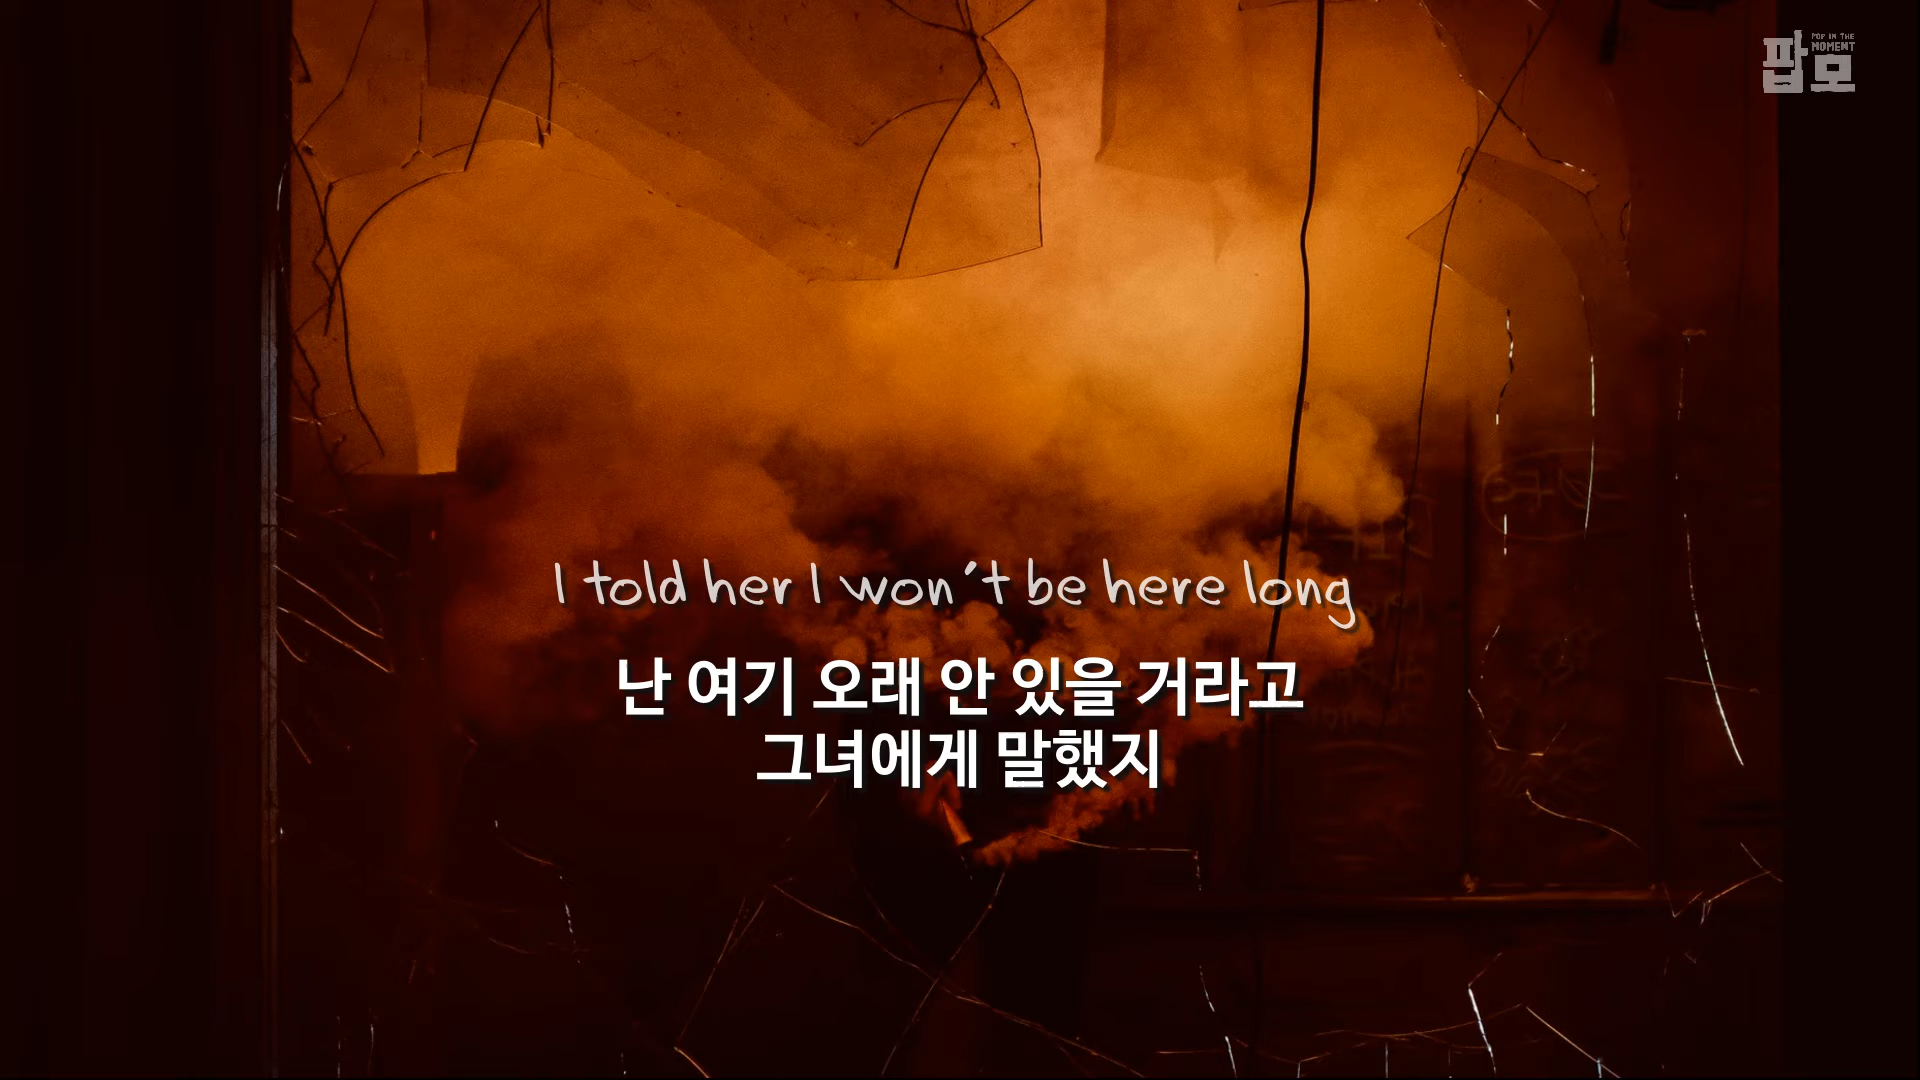 POP IN THE
MOMENT
팝모
I told her I won't be here long
난 여기 오래 안 있을 거라고
그녀에게 말했지